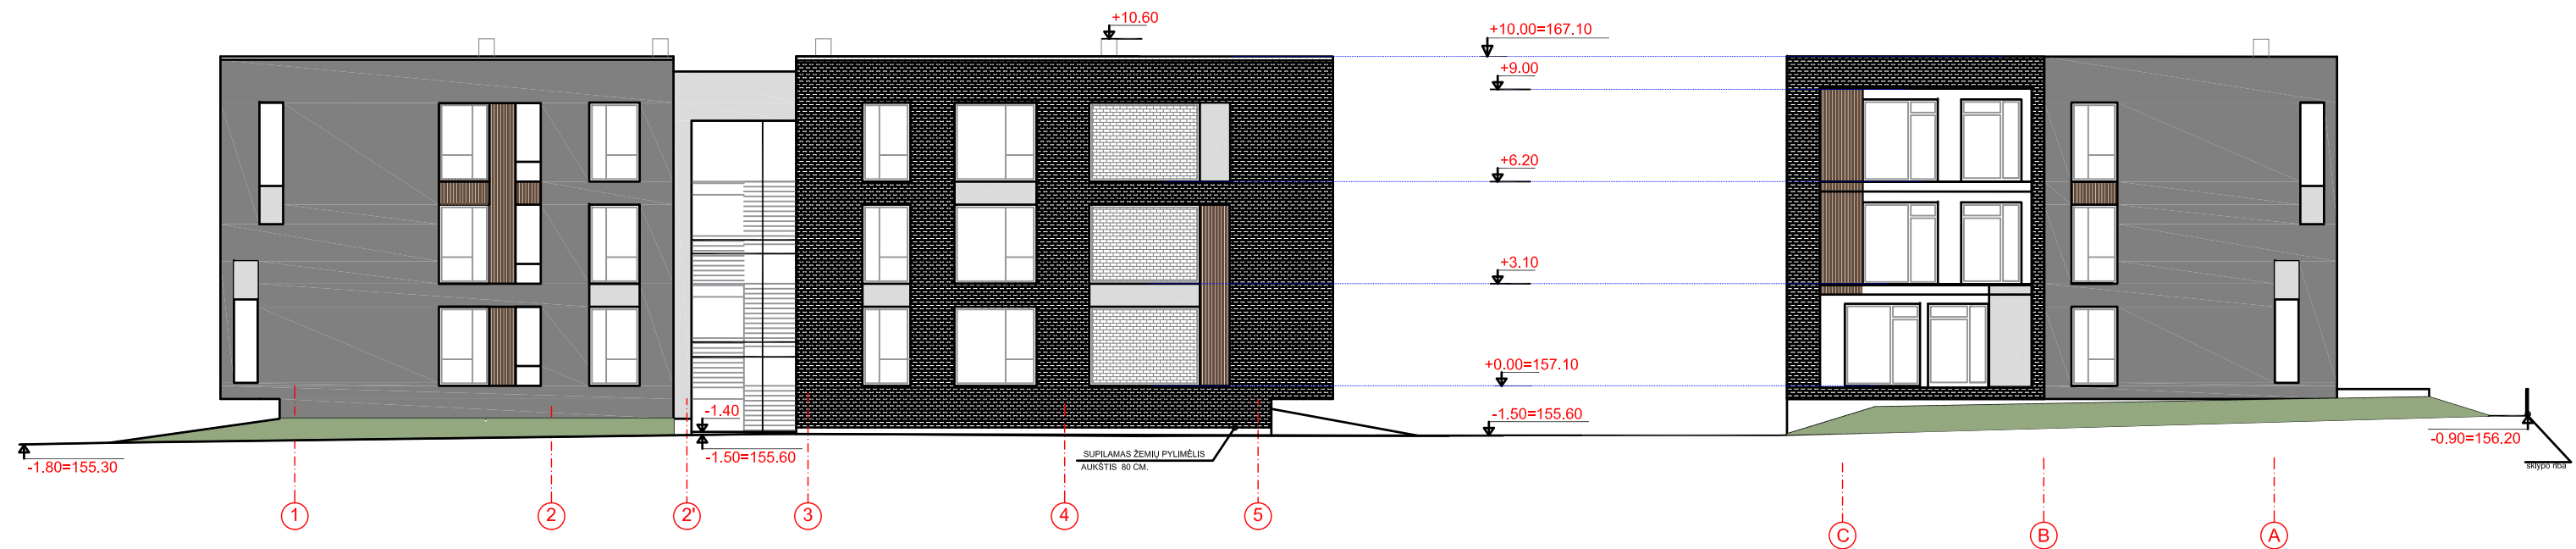 +10.60
+10.00=167.10
+9.00
+6.20
+3.10
+0.00=157.10
-1.40
-1.50=155.60
-0.90=156.20
-1.50=155.60
-1.80=155.30
SUPILAMAS ŽEMIŲ PYLIMĖLIS
AUKŠTIS 80 CM.
sklypo riba
1 2 2' 3 4 5
C B A